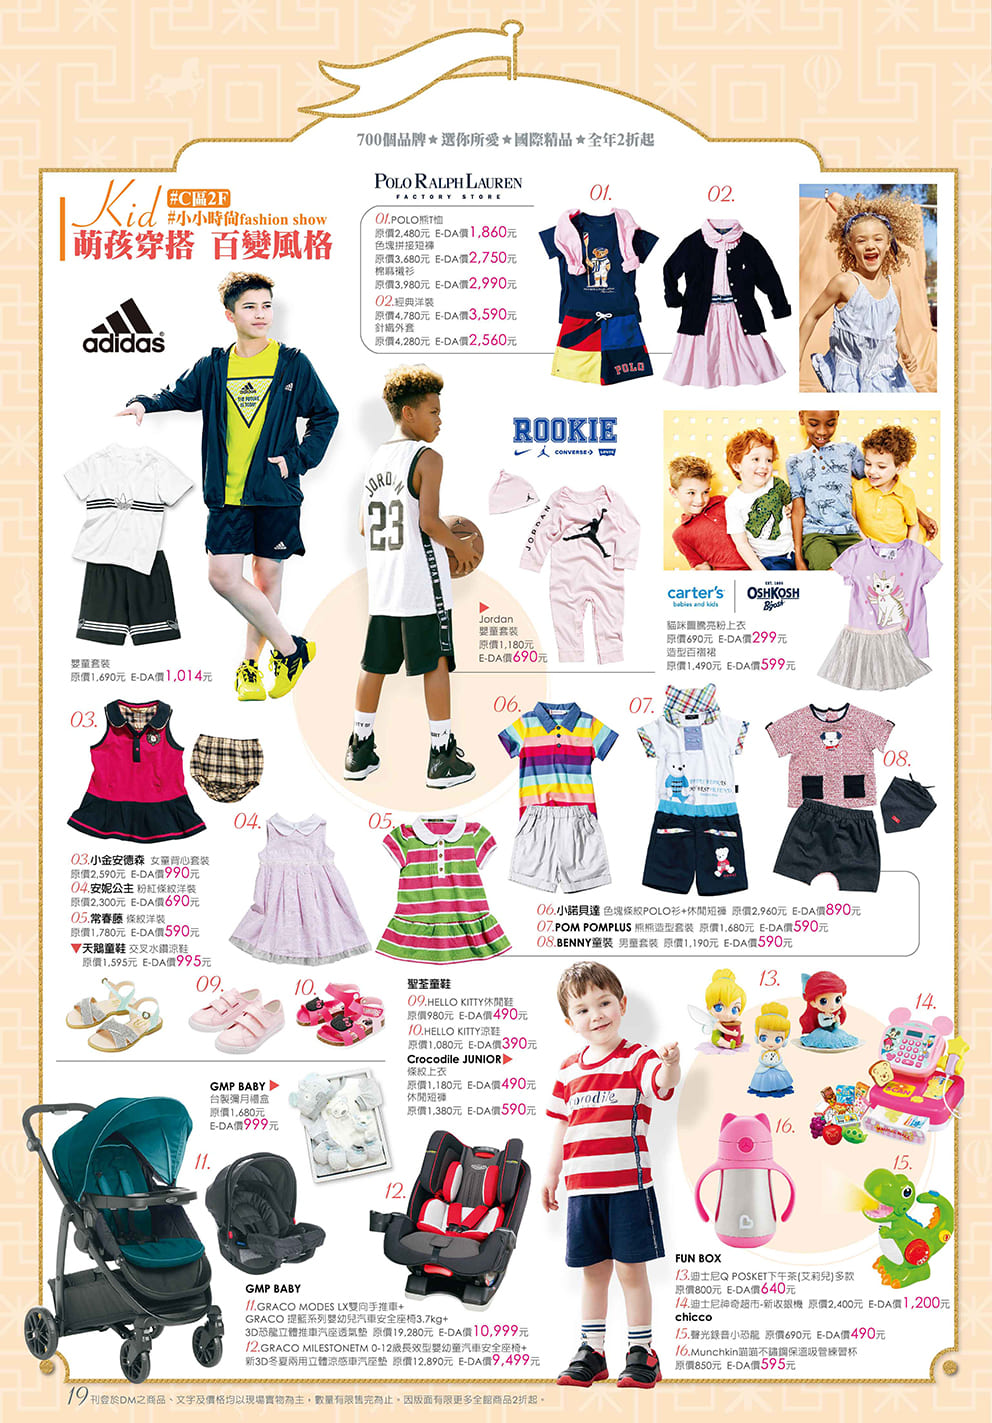 700個品牌★選你所愛★國際精品★全年2折起
Kid
#C區2F
#小小時尚fashion show
萌孩穿搭 百變風格
POLO RALPH LAUREN
FACTORY STORE
01.POLO熊T恤
原價2,480元 E-DA價1,860元
色塊拼接短褲
原價3,680元 E-DA價2,750元
棉麻襯衫
原價3,980元 E-DA價2,990元
02.經典洋裝
原價4,780元 E-DA價3,590元
針織外套
原價4,280元 E-DA價2,560元
01.
02.
POLO
adidas
adidas
THE FUTURE
IS TODAY
JORDAN
23
ROOKIE
CONVERSE
LEVI'S
JORDAN
carter's
babies and kids
EST. 1895
OSHKOSH
B'gosh
貓咪圖騰亮粉上衣
原價690元 E-DA價299元
造型百褶裙
原價1,490元 E-DA價599元
Jordan
嬰童套裝
原價1,180元
E-DA價690元
嬰童套裝
原價1,690元 E-DA價1,014元
03.
04.
05.
06.
07.
08.
03.小金安德森 女童背心套裝
原價2,590元 E-DA價990元
04.安妮公主 粉紅條紋洋裝
原價2,300元 E-DA價690元
05.常春藤 條紋洋裝
原價1,780元 E-DA價590元
▼天鵝童鞋 交叉水鑽涼鞋
原價1,595元 E-DA價995元
06.小諾貝達 色塊條紋POLO衫+休閒短褲 原價2,960元 E-DA價890元
07.POM POMPLUS 熊熊造型套裝 原價1,680元 E-DA價590元
08.BENNY童裝 男童套裝 原價1,190元 E-DA價590元
09.
10.
聖荃童鞋
09.HELLO KITTY休閒鞋
原價980元 E-DA價490元
10.HELLO KITTY涼鞋
原價1,080元 E-DA價390元
Crocodile JUNIOR▶
條紋上衣
原價1,180元 E-DA價490元
休閒短褲
原價1,380元 E-DA價590元
GMP BABY ▶
台製彌月禮盒
原價1,680元
E-DA價999元
11.
12.
13.
14.
15.
16.
GMP BABY
11.GRACO MODES LX雙向手推車+
GRACO 提籃系列嬰幼兒汽車安全座椅3.7kg+
3D恐龍立體推車汽座透氣墊 原價19,280元 E-DA價10,999元
12.GRACO MILESTONETM 0-12歲長效型嬰幼童汽車安全座椅+
新3D冬夏兩用立體涼感車汽座墊 原價12,890元 E-DA價9,499元
FUN BOX
13.迪士尼Q POSKET下午茶(艾莉兒)多款
原價800元 E-DA價640元
14.迪士尼神奇超市-新收銀機 原價2,400元 E-DA價1,200元
chicco
15.聲光錄音小恐龍 原價690元 E-DA價490元
16.Munchkin貓貓不鏽鋼保溫吸管練習杯
原價850元 E-DA價595元
19 刊登於DM之商品、文字及價格均以現場實物為主，數量有限售完為止。因版面有限更多全館商品2折起。